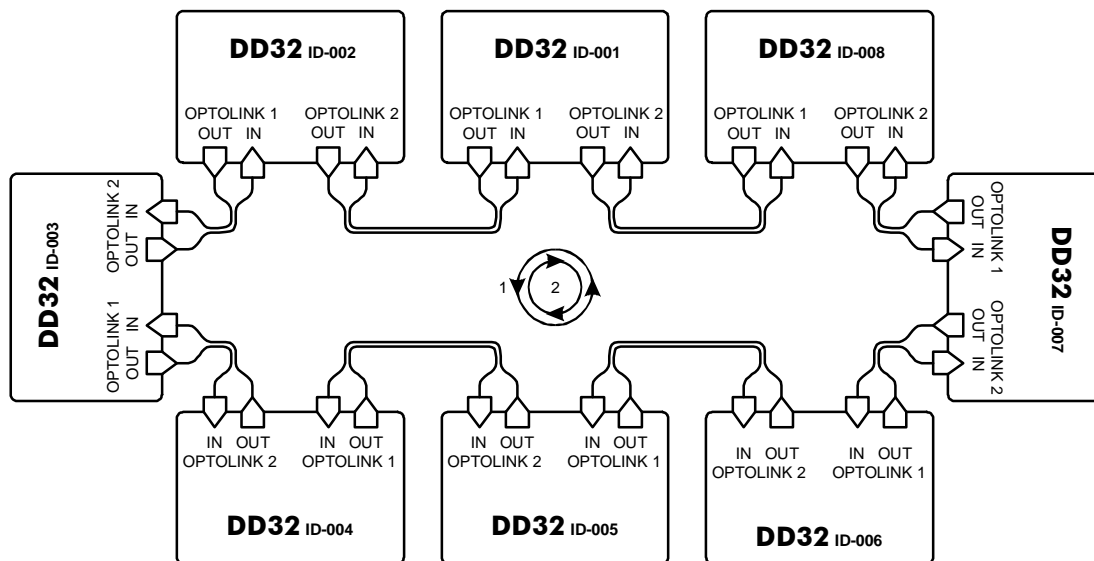 DD32 ID-002
OPTOLINK 1 OPTOLINK 2
OUT IN OUT IN
DD32 ID-001
OPTOLINK 1 OPTOLINK 2
OUT IN OUT IN
DD32 ID-008
OPTOLINK 1 OPTOLINK 2
OUT IN OUT IN
DD32 ID-003
OPTOLINK 1 OPTOLINK 2
OUT IN OUT IN
1 2
DD32 ID-007
OPTOLINK 1 OPTOLINK 2
OUT IN OUT IN
IN OUT IN OUT
OPTOLINK 2 OPTOLINK 1
DD32 ID-004
IN OUT IN OUT
OPTOLINK 2 OPTOLINK 1
DD32 ID-005
IN OUT IN OUT
OPTOLINK 2 OPTOLINK 1
DD32 ID-006